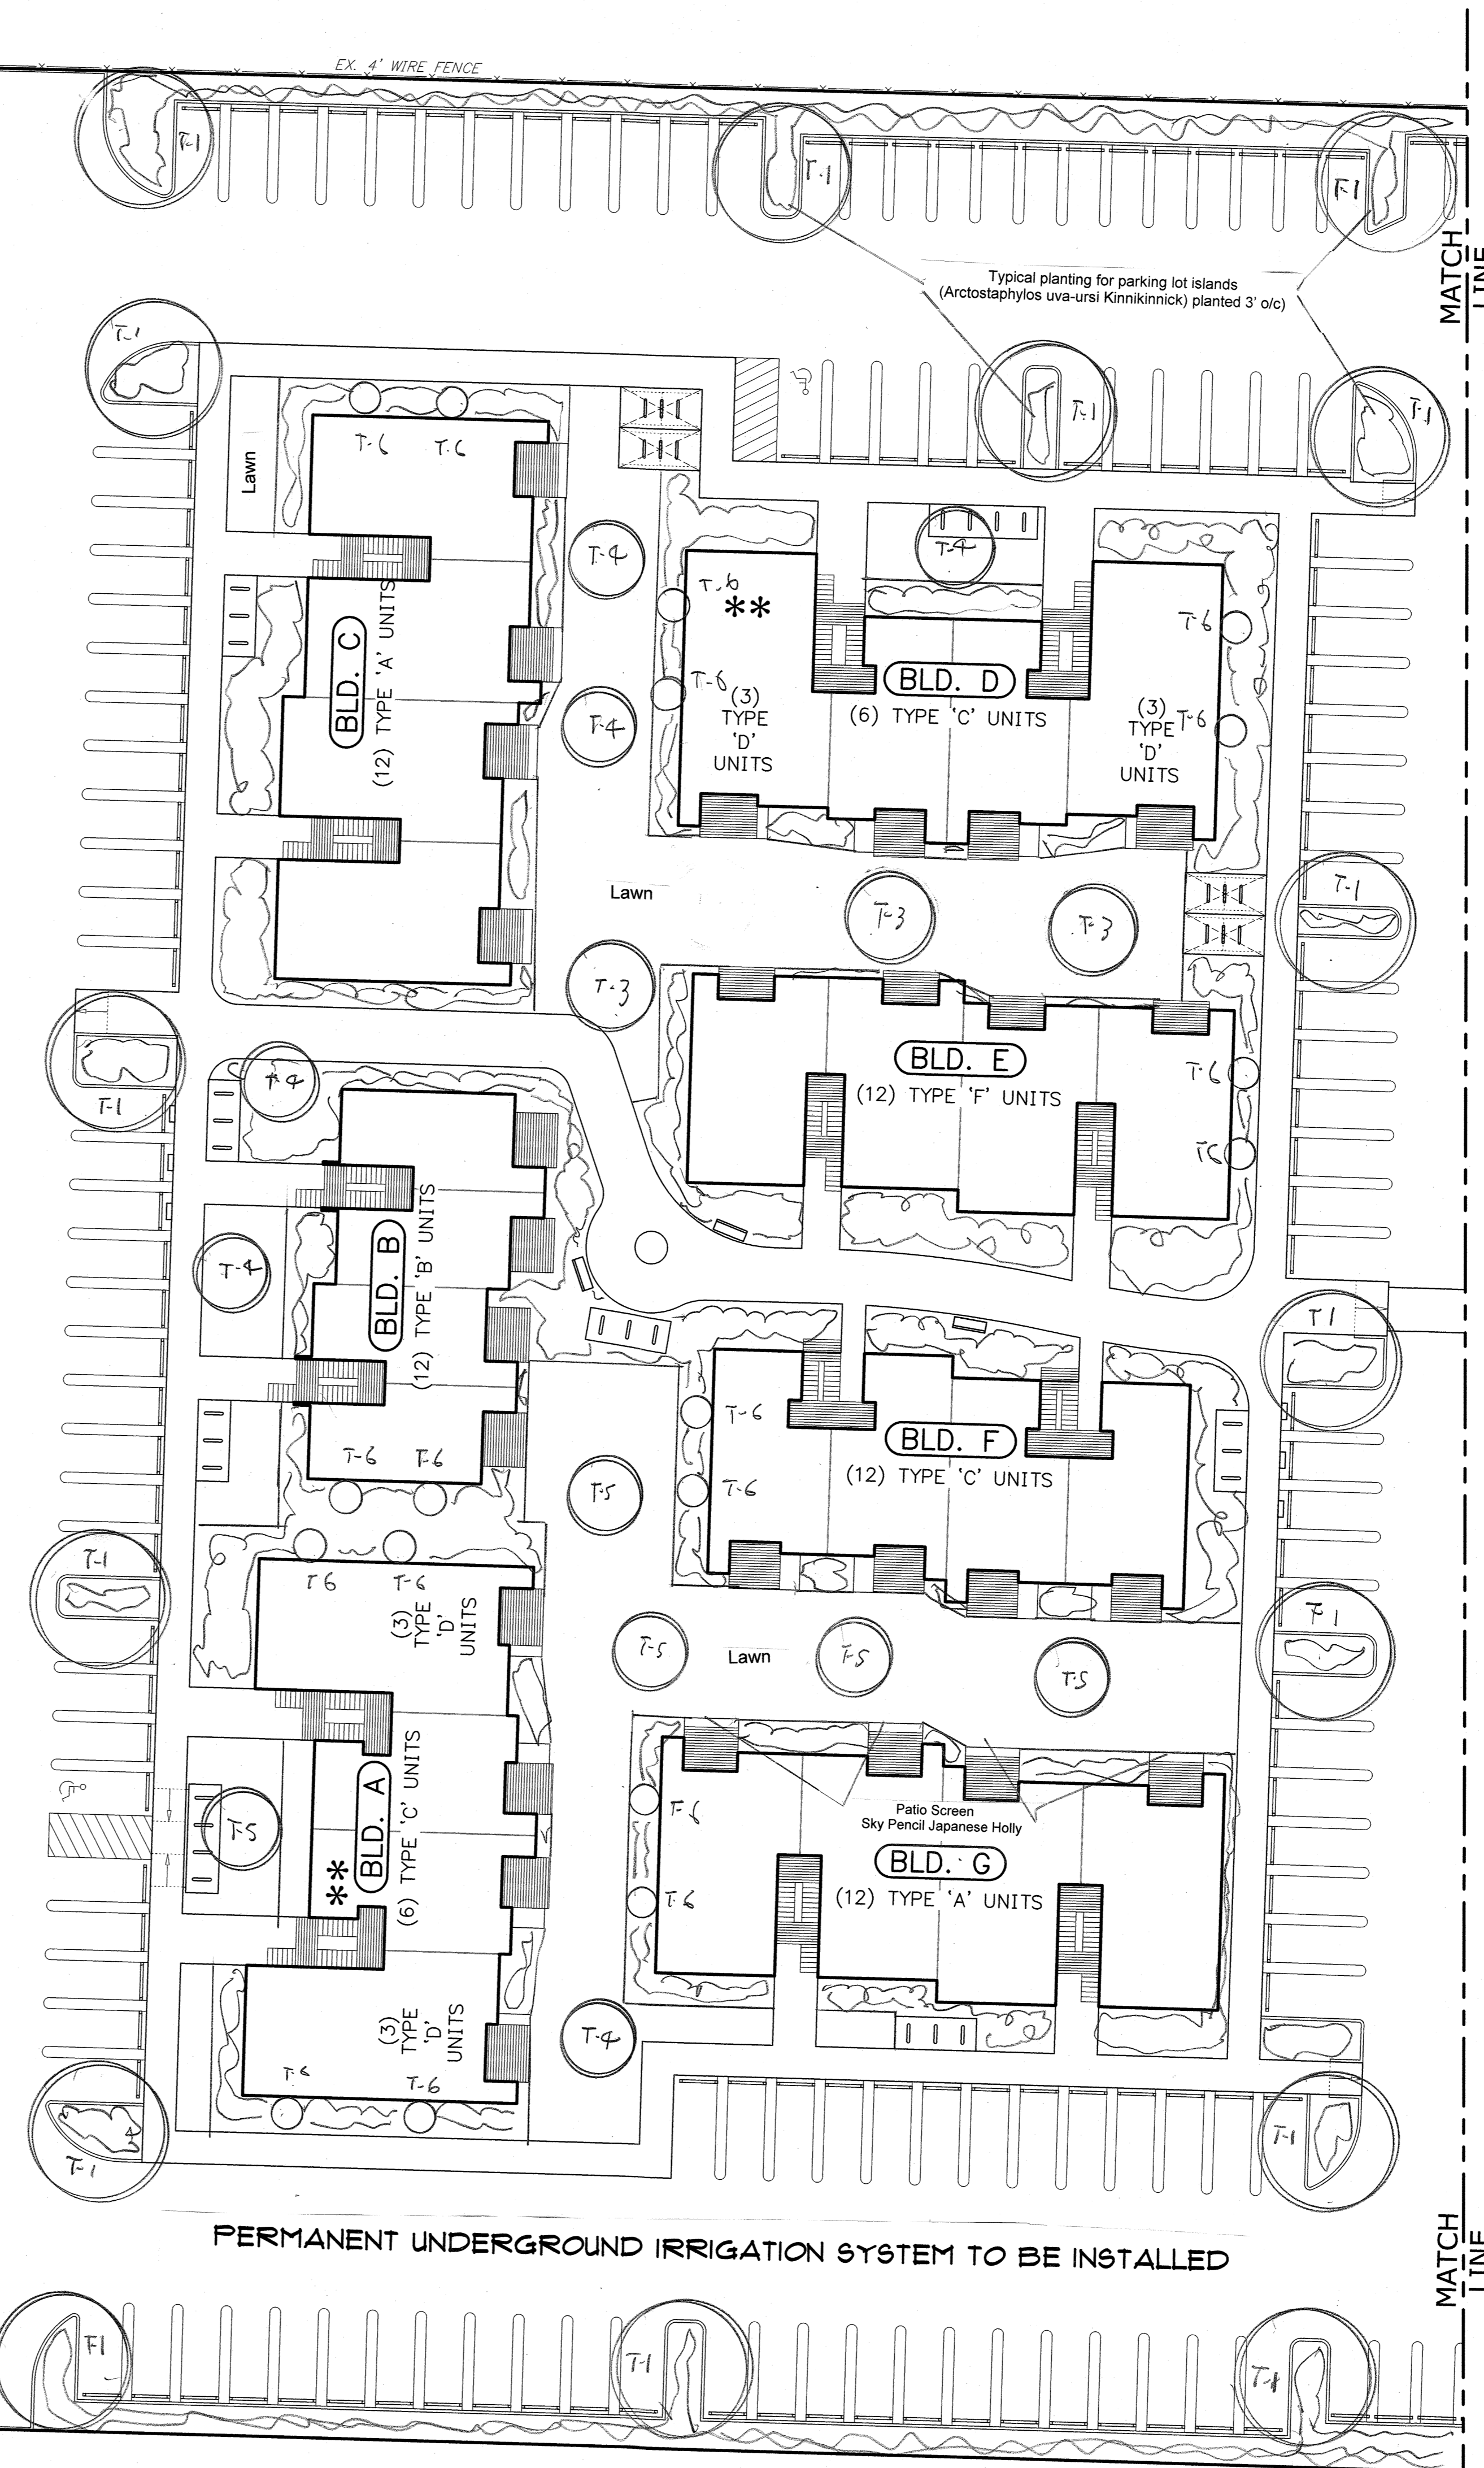 EX. 4' WIRE FENCE
T-1
T-1
T-1
MATCH
LINE
Typical planting for parking lot islands
(Arctostaphylos uva-ursi Kinnikinnick) planted 3' o/c)
T-1
T-1
T-1
Lawn
T-6
T-6
T-4
T-4
T-6
**
T-6
BLD. C
(12) TYPE 'A' UNITS
T-4
T-6
(3)
TYPE
'D'
UNITS
BLD. D
(6) TYPE 'C' UNITS
(3)
TYPE
'D'
UNITS
T-6
Lawn
T-3
T-3
T-1
T-3
T-1
T-4
BLD. E
(12) TYPE 'F' UNITS
T-6
T6
T-4
BLD. B
(12) TYPE 'B' UNITS
T1
T-6
T-6
T-6
T-6
BLD. F
(12) TYPE 'C' UNITS
T-5
T-1
T6
T-6
(3)
TYPE
'D'
UNITS
T-5
Lawn
T-5
T-5
T-1
T-5
**
BLD. A
(6) TYPE 'C' UNITS
T-6
T-6
Patio Screen
Sky Pencil Japanese Holly
BLD. G
(12) TYPE 'A' UNITS
(3)
TYPE
'D'
UNITS
T-4
T-6
T-6
T-1
T-1
PERMANENT UNDERGROUND IRRIGATION SYSTEM TO BE INSTALLED
MATCH
LINE
T-1
T-1
T-1